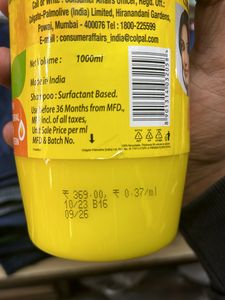 Call or Write : Consumer Affairs Officer, Regd. Off.:
Colgate-Palmolive (India) Limited, Hiranandani Gardens,
Powai, Mumbai - 400076 Tel : 1800-225599
E-mail : consumeraffairs_india@colpal.com
Net Volume : 1000ml
Made in India
Shampoo : Surfactant Based.
Use before 36 Months from MFD.,
MRP incl. of all taxes,
Unit Sale Price per ml
MFD & Batch No. ↓
₹ 369.00, ₹ 0.37/ml
10/23 B16
09/26